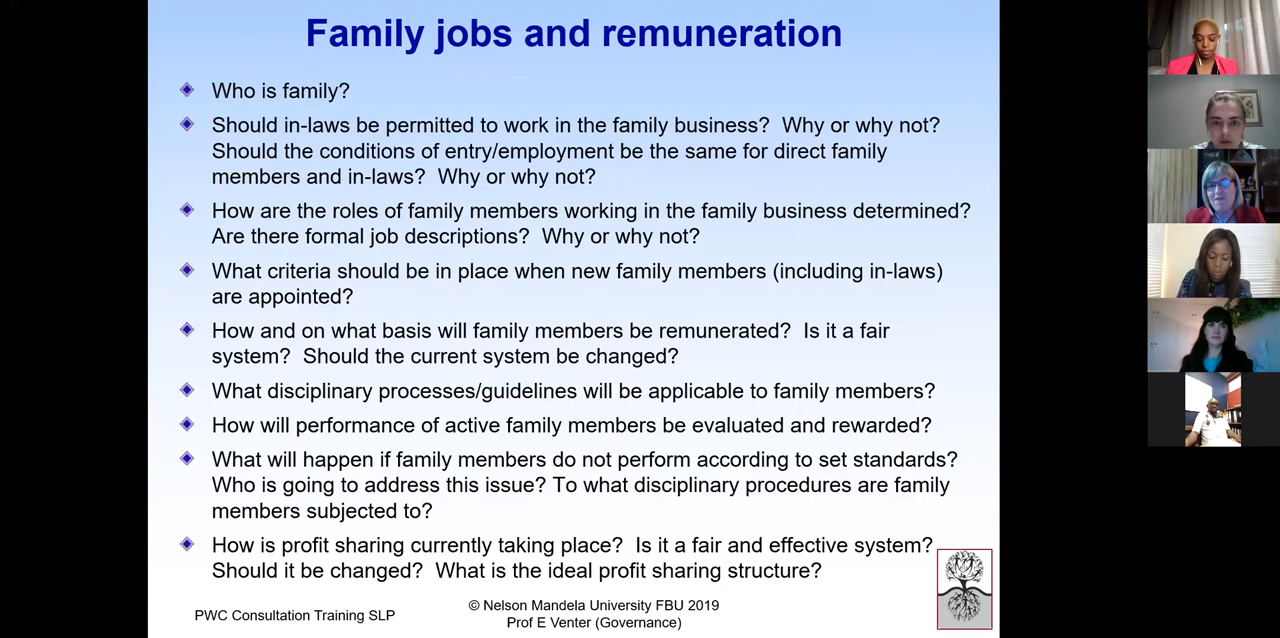 Family jobs and remuneration
Who is family?
Should in-laws be permitted to work in the family business? Why or why not?
Should the conditions of entry/employment be the same for direct family
members and in-laws? Why or why not?
How are the roles of family members working in the family business determined?
Are there formal job descriptions? Why or why not?
What criteria should be in place when new family members (including in-laws)
are appointed?
How and on what basis will family members be remunerated? Is it a fair
system? Should the current system be changed?
What disciplinary processes/guidelines will be applicable to family members?
How will performance of active family members be evaluated and rewarded?
What will happen if family members do not perform according to set standards?
Who is going to address this issue? To what disciplinary procedures are family
members subjected to?
How is profit sharing currently taking place? Is it a fair and effective system?
Should it be changed? What is the ideal profit sharing structure?
PWC Consultation Training SLP
© Nelson Mandela University FBU 2019
Prof E Venter (Governance)